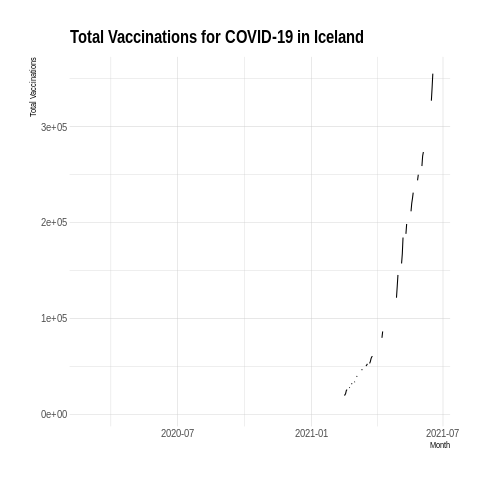 Total Vaccinations for COVID-19 in Iceland
Total Vaccinations
3e+05
2e+05
1e+05
0e+00
2020-07
2021-01
2021-07
Month